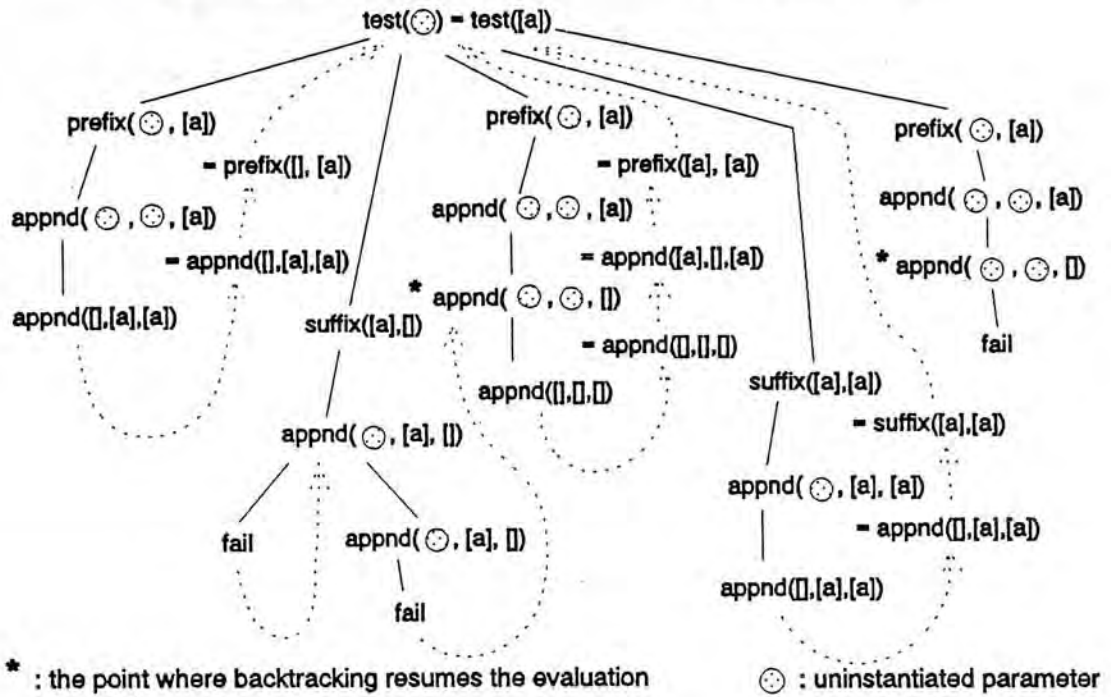 test( ) = test([a])
prefix( , [a])
= prefix([], [a])
appnd( , , [a])
= appnd([],[a],[a])
appnd([],[a],[a])
suffix([a],[])
appnd( , [a], [])
fail
appnd( , [a], [])
fail
prefix( , [a])
= prefix([a], [a])
appnd( , , [a])
= appnd([a],[],[a])
* appnd( , , [])
= appnd([],[],[])
appnd([],[],[])
suffix([a],[a])
= suffix([a],[a])
appnd( , [a], [a])
= appnd([],[a],[a])
appnd([],[a],[a])
prefix( , [a])
appnd( , , [a])
* appnd( , , [])
fail
* : the point where backtracking resumes the evaluation
: uninstantiated parameter